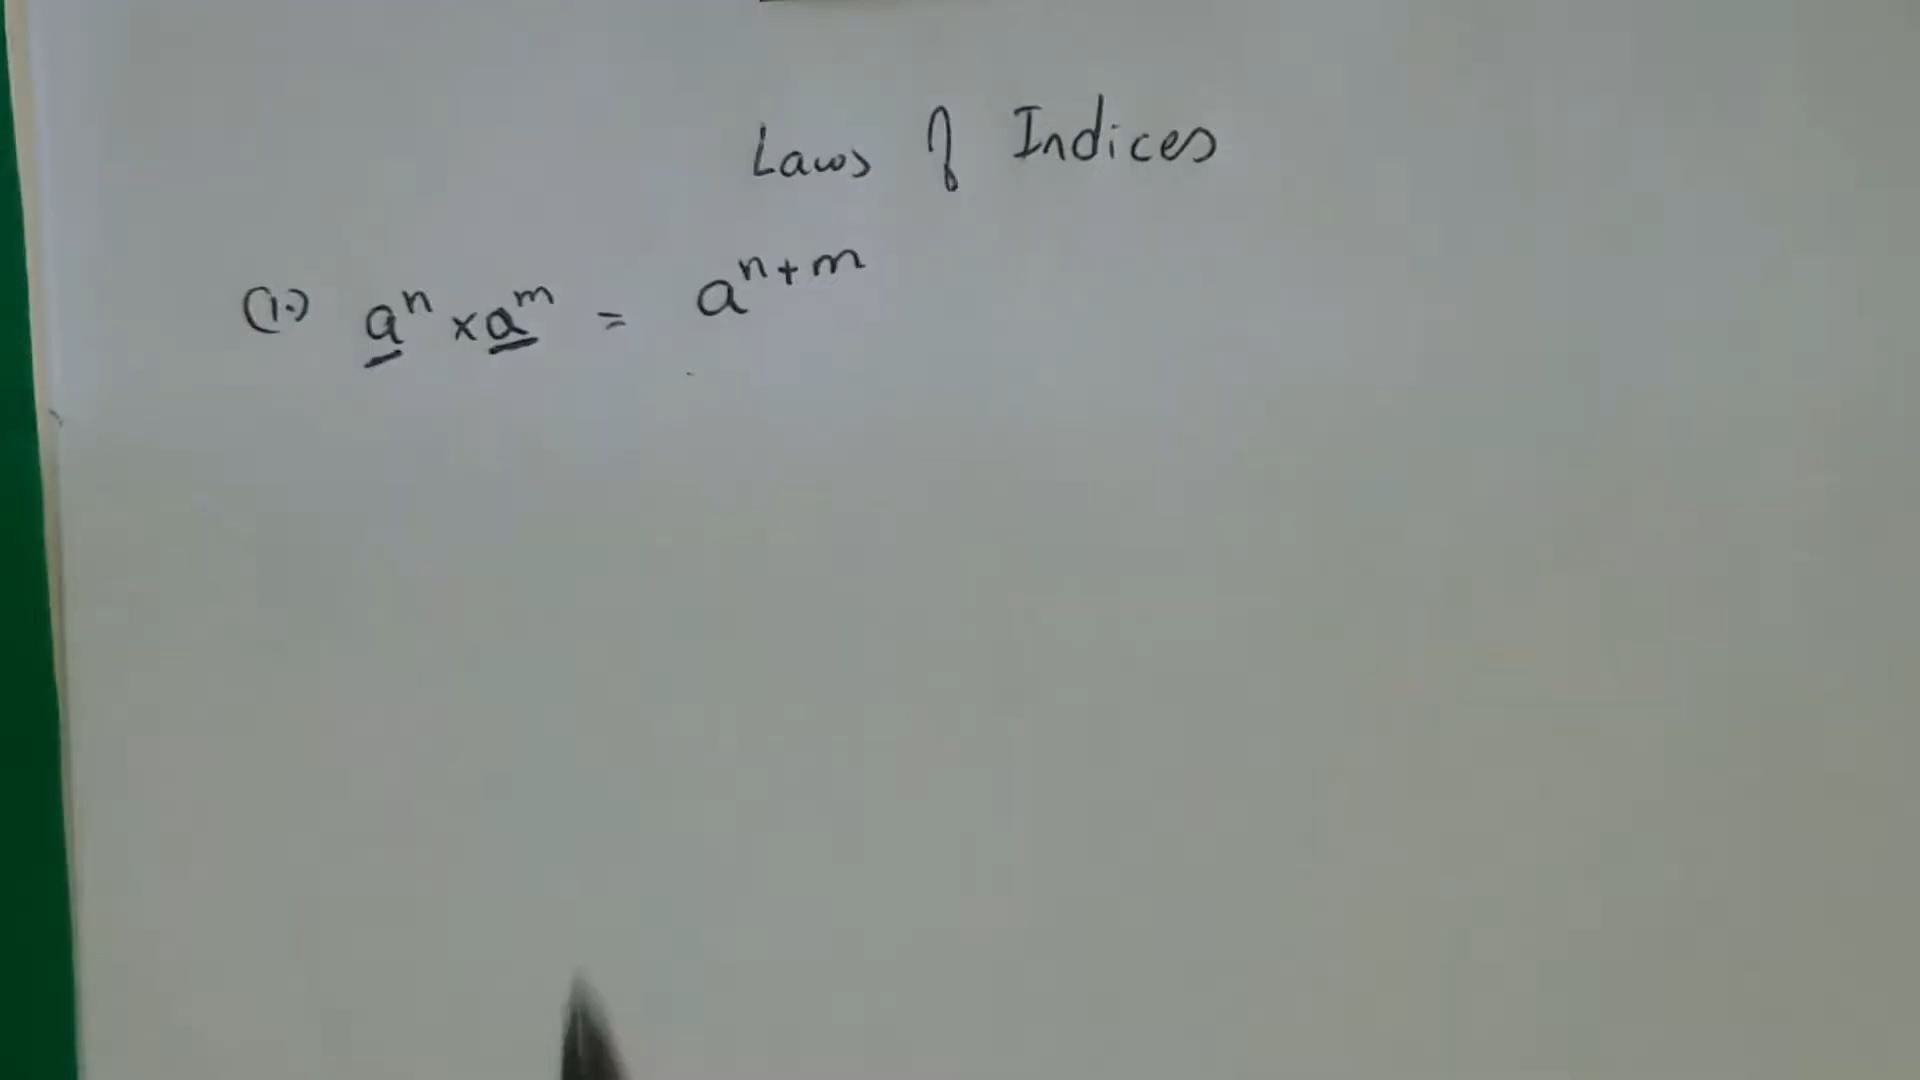 Laws of Indices
(1.) aⁿ × aᵐ = aⁿ⁺ᵐ